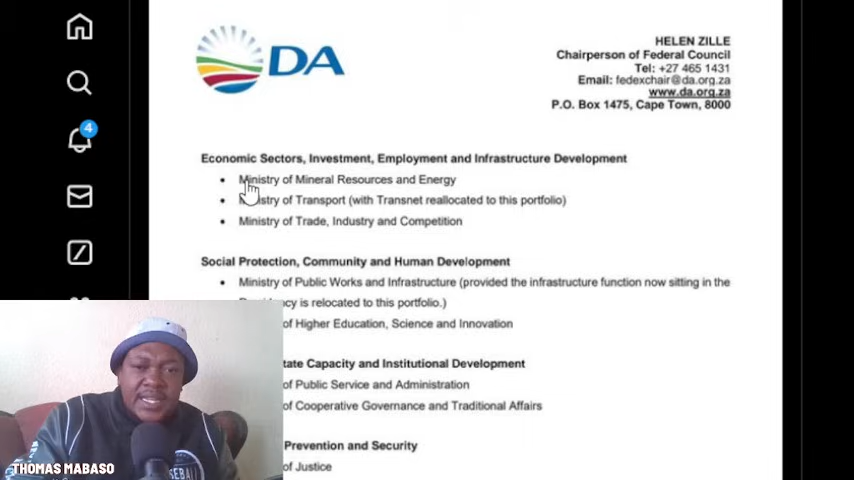 4
DA
HELEN ZILLE
Chairperson of Federal Council
Tel: +27 465 1431
Email: fedexchair@da.org.za
www.da.org.za
P.O. Box 1475, Cape Town, 8000
Economic Sectors, Investment, Employment and Infrastructure Development
• Ministry of Mineral Resources and Energy
• Ministry of Transport (with Transnet reallocated to this portfolio)
• Ministry of Trade, Industry and Competition
Social Protection, Community and Human Development
• Ministry of Public Works and Infrastructure (provided the infrastructure function now sitting in the
is relocated to this portfolio.)
of Higher Education, Science and Innovation
Capacity and Institutional Development
of Public Service and Administration
of Cooperative Governance and Traditional Affairs
Prevention and Security
of Justice
THOMAS MABASO